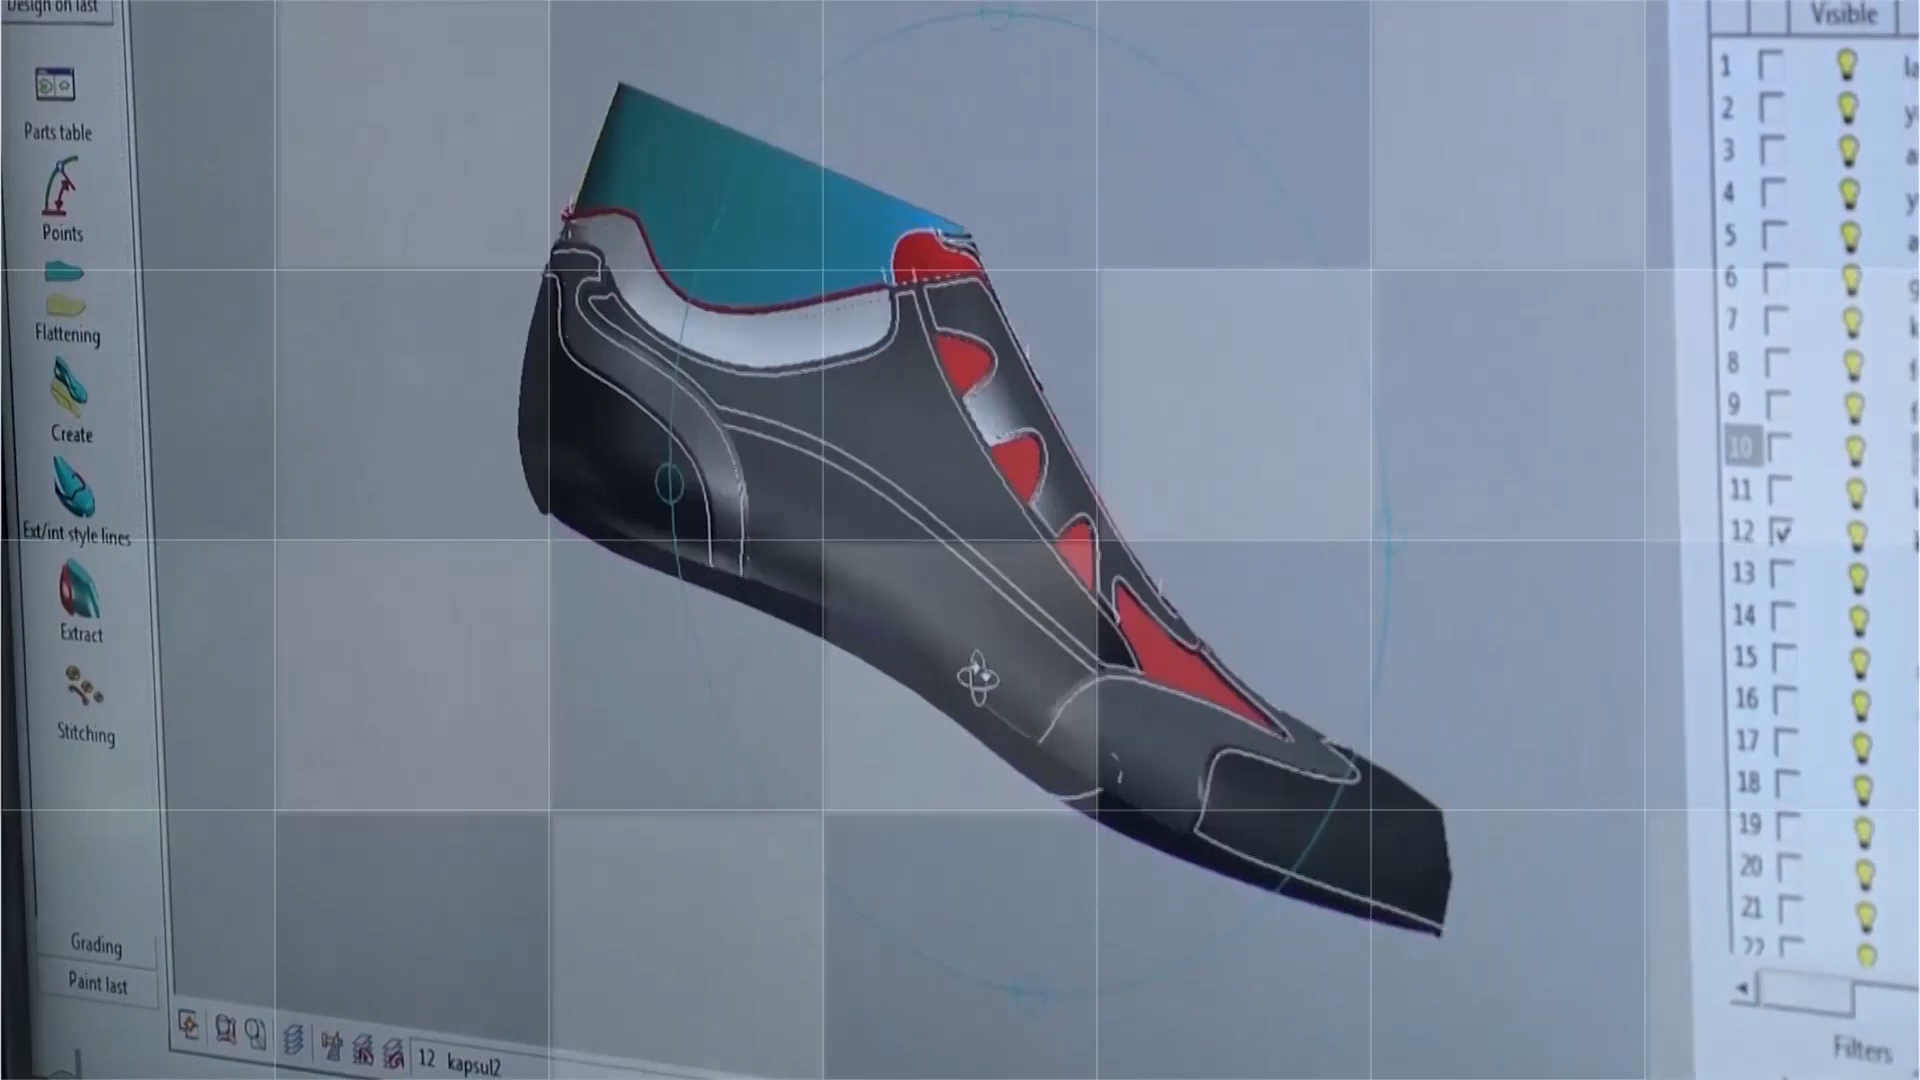 Design on last
Parts table
Points
Flattening
Create
Ext/int style lines
Extract
Stitching
Grading
Paint last
12 kapsul2
Visible
1
2
3
4
5
6
7
8
9
10
11
12
13
14
15
16
17
18
19
20
21
22
Filters